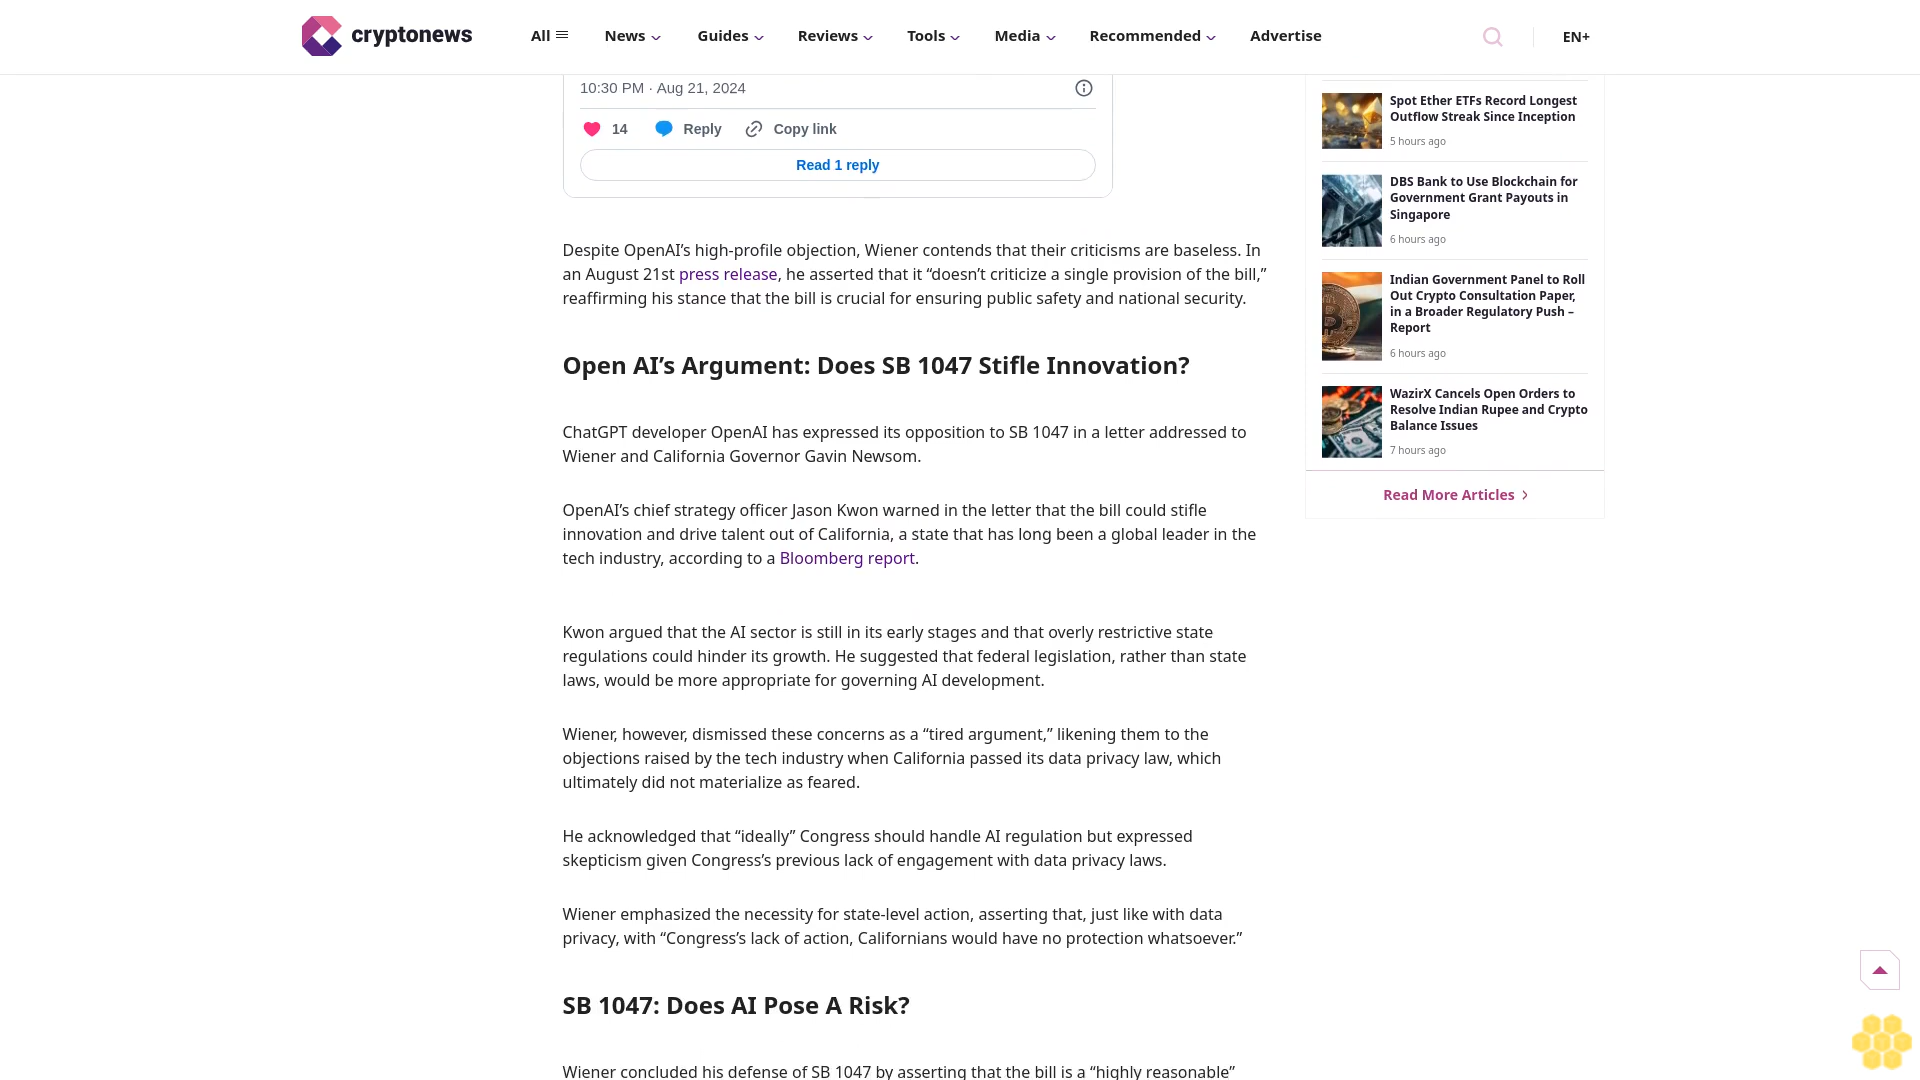 cryptonews
All
News
Guides
Reviews
Tools
Media
Recommended
Advertise
EN+
10:30 PM · Aug 21, 2024
14
Reply
Copy link
Read 1 reply
Despite OpenAI’s high-profile objection, Wiener contends that their criticisms are baseless. In
an August 21st press release, he asserted that it “doesn’t criticize a single provision of the bill,”
reaffirming his stance that the bill is crucial for ensuring public safety and national security.
Open AI’s Argument: Does SB 1047 Stifle Innovation?
ChatGPT developer OpenAI has expressed its opposition to SB 1047 in a letter addressed to
Wiener and California Governor Gavin Newsom.
OpenAI’s chief strategy officer Jason Kwon warned in the letter that the bill could stifle
innovation and drive talent out of California, a state that has long been a global leader in the
tech industry, according to a Bloomberg report.
Kwon argued that the AI sector is still in its early stages and that overly restrictive state
regulations could hinder its growth. He suggested that federal legislation, rather than state
laws, would be more appropriate for governing AI development.
Wiener, however, dismissed these concerns as a “tired argument,” likening them to the
objections raised by the tech industry when California passed its data privacy law, which
ultimately did not materialize as feared.
He acknowledged that “ideally” Congress should handle AI regulation but expressed
skepticism given Congress’s previous lack of engagement with data privacy laws.
Wiener emphasized the necessity for state-level action, asserting that, just like with data
privacy, with “Congress’s lack of action, Californians would have no protection whatsoever.”
SB 1047: Does AI Pose A Risk?
Wiener concluded his defense of SB 1047 by asserting that the bill is a “highly reasonable”
Spot Ether ETFs Record Longest
Outflow Streak Since Inception
5 hours ago
DBS Bank to Use Blockchain for
Government Grant Payouts in
Singapore
6 hours ago
Indian Government Panel to Roll
Out Crypto Consultation Paper,
in a Broader Regulatory Push –
Report
6 hours ago
WazirX Cancels Open Orders to
Resolve Indian Rupee and Crypto
Balance Issues
7 hours ago
Read More Articles